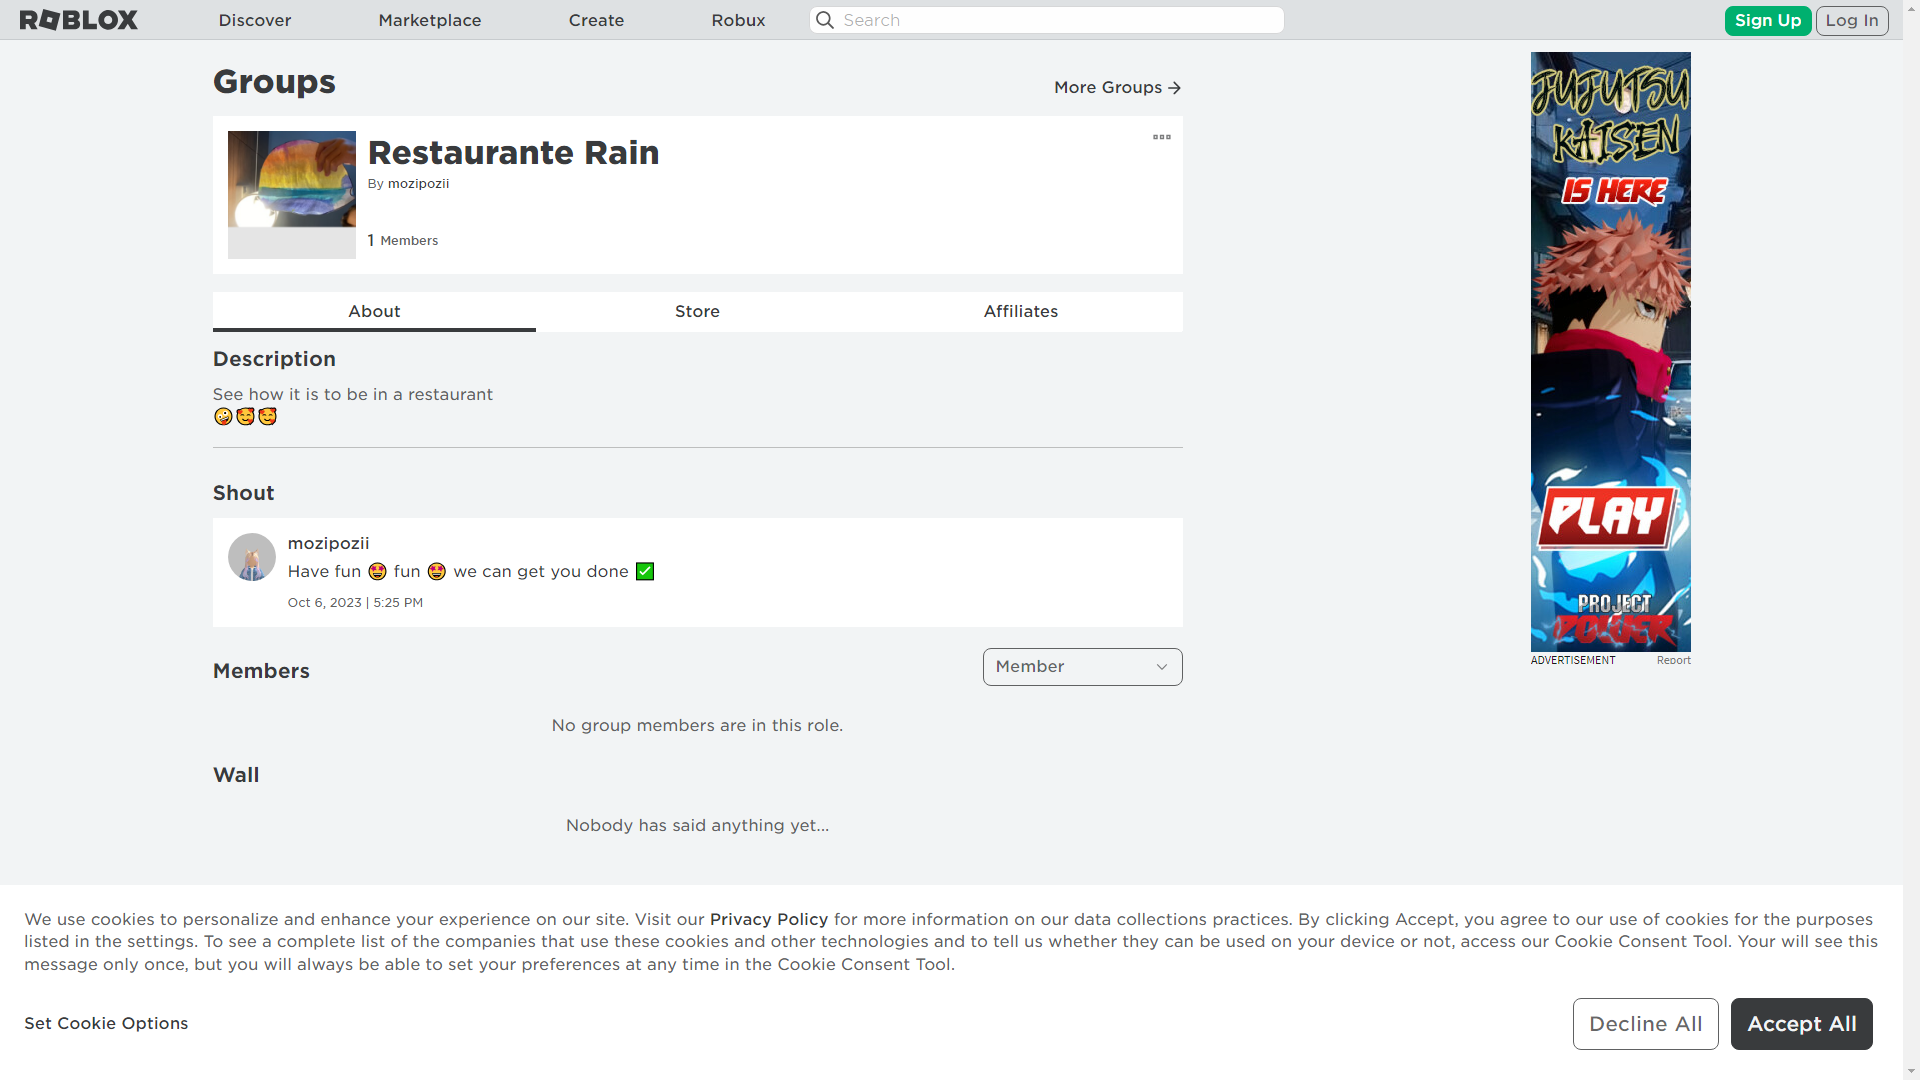 ROBLOX
Discover
Marketplace
Create
Robux
Search
Sign Up
Log In
Groups
More Groups
Restaurante Rain
By mozipozii
1 Members
About
Store
Affiliates
Description
See how it is to be in a restaurant
🤪🥰🥰
Shout
mozipozii
Have fun 🤩 fun 🤩 we can get you done ✅
Oct 6, 2023 | 5:25 PM
Members
Member
No group members are in this role.
Wall
Nobody has said anything yet...
JUJUTSU
KAISEN
IS HERE
PLAY
PROJECT
POWER
ADVERTISEMENT
Report
We use cookies to personalize and enhance your experience on our site. Visit our Privacy Policy for more information on our data collections practices. By clicking Accept, you agree to our use of cookies for the purposes
listed in the settings. To see a complete list of the companies that use these cookies and other technologies and to tell us whether they can be used on your device or not, access our Cookie Consent Tool. Your will see this
message only once, but you will always be able to set your preferences at any time in the Cookie Consent Tool.
Set Cookie Options
Decline All
Accept All